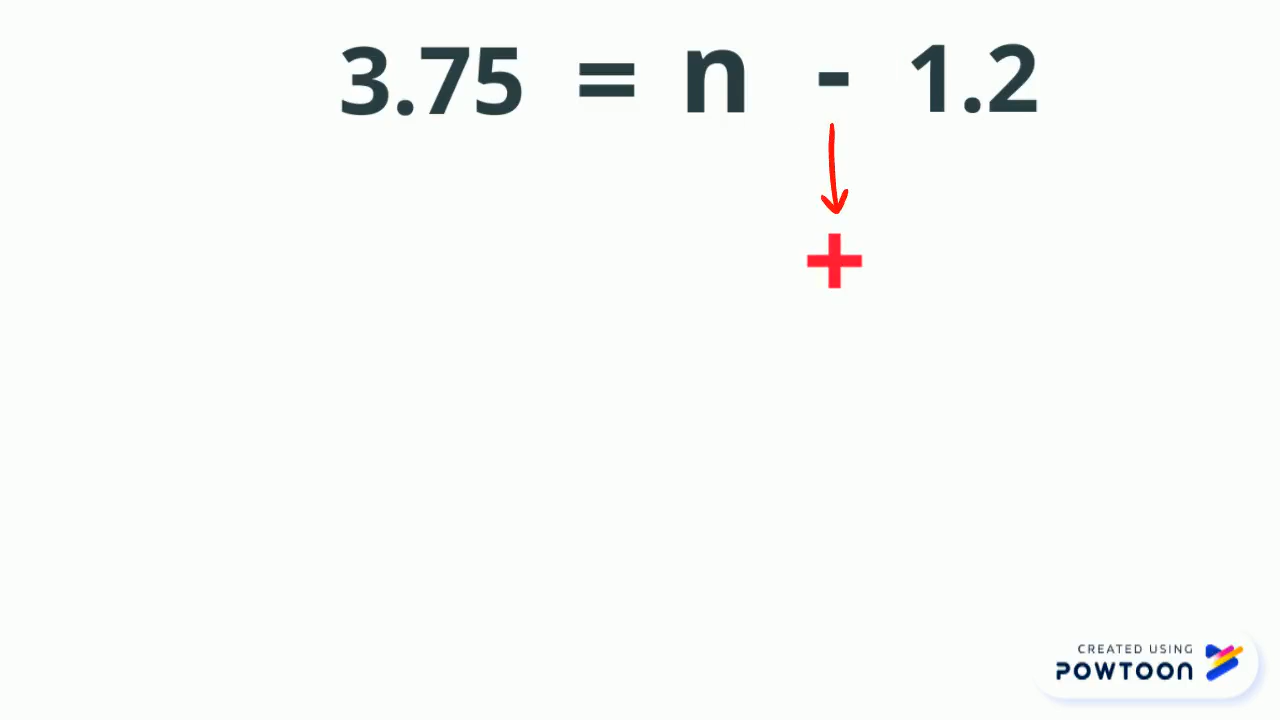 3.75 = n - 1.2
+
CREATED USING
POWTOON